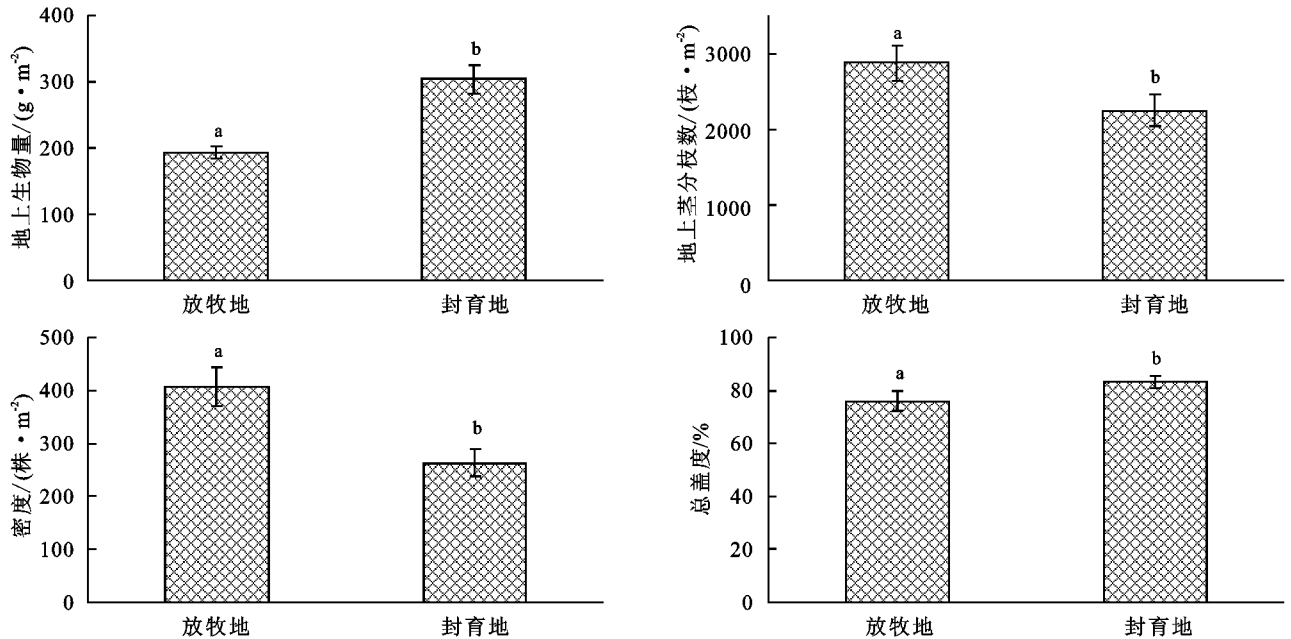 地上生物量/(g·m-2)
400
300
200
100
0
a
b
放牧地
封育地
地上茎分枝数/(枝·m-2)
3000
2000
1000
0
a
b
放牧地
封育地
密度/(株·m-2)
500
400
300
200
100
0
a
b
放牧地
封育地
总盖度/%
100
80
60
40
20
0
a
b
放牧地
封育地